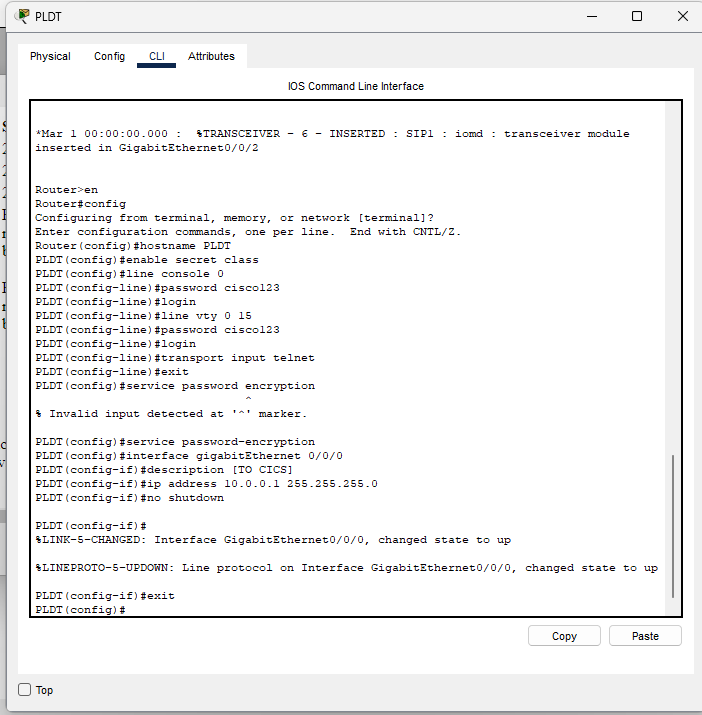 PLDT
Physical Config CLI Attributes
IOS Command Line Interface
*Mar 1 00:00:00.000 :  %TRANSCEIVER - 6 - INSERTED : SIP1 : iomd : transceiver module
inserted in GigabitEthernet0/0/2
Router>en
Router#config
Configuring from terminal, memory, or network [terminal]?
Enter configuration commands, one per line.  End with CNTL/Z.
Router(config)#hostname PLDT
PLDT(config)#enable secret class
PLDT(config)#line console 0
PLDT(config-line)#password cisco123
PLDT(config-line)#login
PLDT(config-line)#line vty 0 15
PLDT(config-line)#password cisco123
PLDT(config-line)#login
PLDT(config-line)#transport input telnet
PLDT(config-line)#exit
PLDT(config)#service password encryption
^
% Invalid input detected at '^' marker.
PLDT(config)#service password-encryption
PLDT(config)#interface gigabitEthernet 0/0/0
PLDT(config-if)#description [TO CICS]
PLDT(config-if)#ip address 10.0.0.1 255.255.255.0
PLDT(config-if)#no shutdown
PLDT(config-if)#
%LINK-5-CHANGED: Interface GigabitEthernet0/0/0, changed state to up
%LINEPROTO-5-UPDOWN: Line protocol on Interface GigabitEthernet0/0/0, changed state to up
PLDT(config-if)#exit
PLDT(config)#
Copy Paste
Top